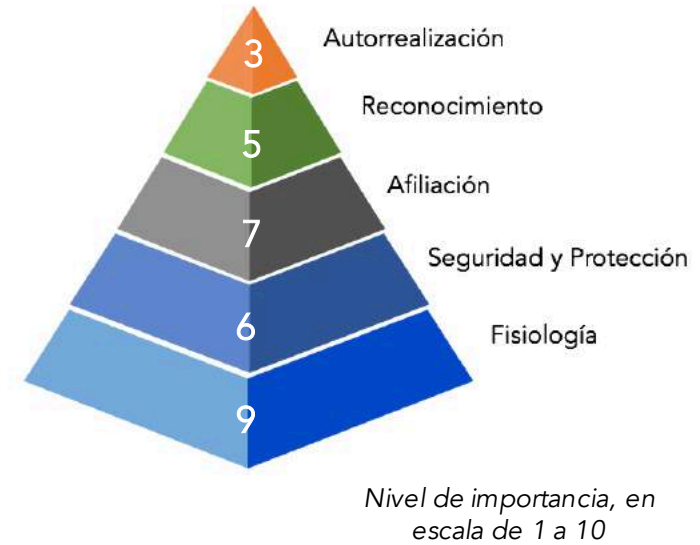 3
Autorrealización
Reconocimiento
5
Afiliación
7
Seguridad y Protección
6
Fisiología
9
Nivel de importancia, en
escala de 1 a 10